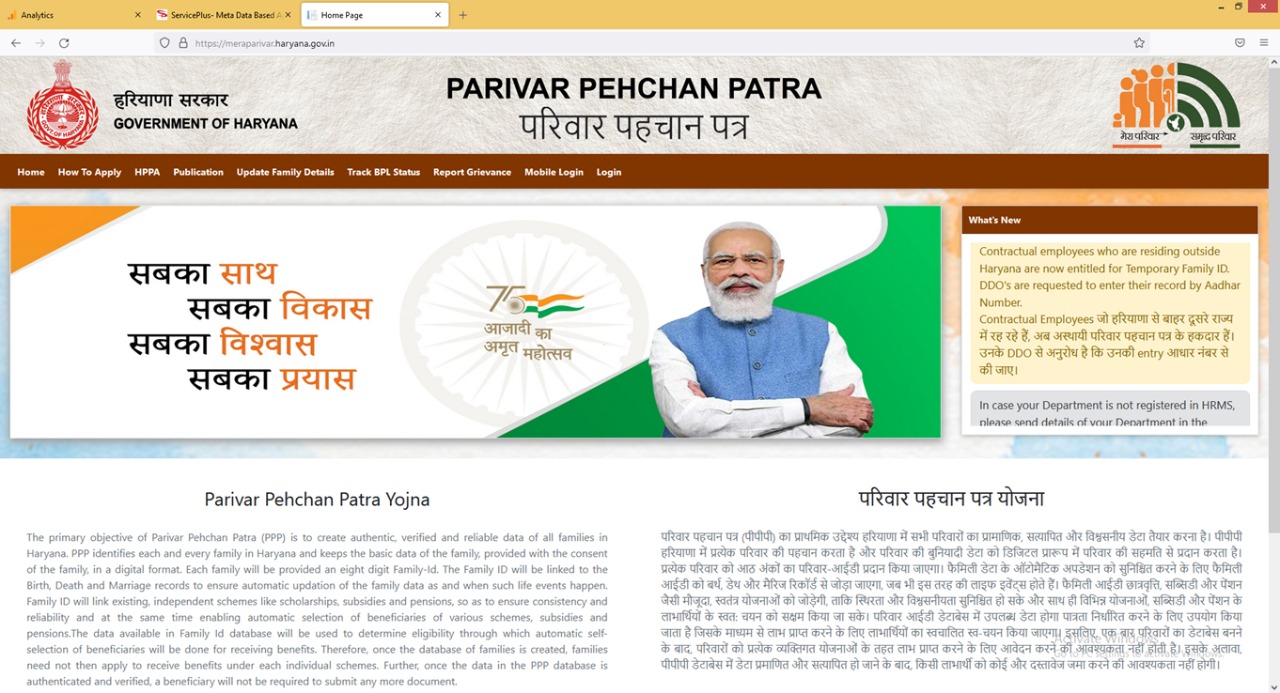 Analytics
ServicePlus- Meta Data Based A
Home Page
https://meraparivar.haryana.gov.in
हरियाणा सरकार
GOVERNMENT OF HARYANA
PARIVAR PEHCHAN PATRA
परिवार पहचान पत्र
मेरा परिवार
समृद्ध परिवार
Home How To Apply HPPA Publication Update Family Details Track BPL Status Report Grievance Mobile Login Login
सबका साथ
सबका विकास
सबका विश्वास
सबका प्रयास
75
आज़ादी का
अमृत महोत्सव
What's New
Contractual employees who are residing outside
Haryana are now entitled for Temporary Family ID.
DDO's are requested to enter their record by Aadhar
Number.
Contractual Employees जो हरियाणा से बाहर दूसरे राज्य
में रह रहे हैं, अब अस्थायी परिवार पहचान पत्र के हकदार हैं।
उनके DDO से अनुरोध है कि उनकी entry आधार नंबर से
की जाए।
In case your Department is not registered in HRMS,
please send details of your Department in the
Parivar Pehchan Patra Yojna
The primary objective of Parivar Pehchan Patra (PPP) is to create authentic, verified and reliable data of all families in
Haryana. PPP identifies each and every family in Haryana and keeps the basic data of the family, provided with the consent
of the family, in a digital format. Each family will be provided an eight digit Family-Id. The Family ID will be linked to the
Birth, Death and Marriage records to ensure automatic updation of the family data as and when such life events happen.
Family ID will link existing, independent schemes like scholarships, subsidies and pensions, so as to ensure consistency and
reliability and at the same time enabling automatic selection of beneficiaries of various schemes, subsidies and
pensions.The data available in Family Id database will be used to determine eligibility through which automatic self-
selection of beneficiaries will be done for receiving benefits. Therefore, once the database of families is created, families
need not then apply to receive benefits under each individual schemes. Further, once the data in the PPP database is
authenticated and verified, a beneficiary will not be required to submit any more document.
परिवार पहचान पत्र योजना
परिवार पहचान पत्र (पीपीपी) का प्राथमिक उद्देश्य हरियाणा में सभी परिवारों का प्रामाणिक, सत्यापित और विश्वसनीय डेटा तैयार करना है। पीपीपी
हरियाणा में प्रत्येक परिवार की पहचान करता है और परिवार की बुनियादी डेटा को डिजिटल प्रारूप में परिवार की सहमति से प्रदान करता है।
प्रत्येक परिवार को आठ अंकों का परिवार-आईडी प्रदान किया जाएगा। फैमिली डेटा के ऑटोमैटिक अपडेशन को सुनिश्चित करने के लिए फैमिली
आईडी को बर्थ, डेथ और मैरिज रिकॉर्ड से जोड़ा जाएगा, जब भी इस तरह की लाइफ इवेंट्स होते हैं। फैमिली आईडी छात्रवृत्ति, सब्सिडी और पेंशन
जैसी मौजूदा, स्वतंत्र योजनाओं को जोड़ेगी, ताकि स्थिरता और विश्वसनीयता सुनिश्चित हो सके और साथ ही विभिन्न योजनाओं, सब्सिडी और पेंशन के
लाभार्थियों के स्वत: चयन को सक्षम किया जा सके। परिवार आईडी डेटाबेस में उपलब्ध डेटा होगा पात्रता निर्धारित करने के लिए उपयोग किया
जाता है जिसके माध्यम से लाभ प्राप्त करने के लिए लाभार्थियों का स्वचालित स्व-चयन किया जाएगा। इसलिए, एक बार परिवारों का डेटाबेस बनने
के बाद, परिवारों को प्रत्येक व्यक्तिगत योजनाओं के तहत लाभ प्राप्त करने के लिए आवेदन करने की आवश्यकता नहीं होती है। इसके अलावा,
पीपीपी डेटाबेस में डेटा प्रमाणित और सत्यापित हो जाने के बाद, किसी लाभार्थी को कोई और दस्तावेज जमा करने की आवश्यकता नहीं होगी।
Activate Windows
Go to PC settings to activate Windows.